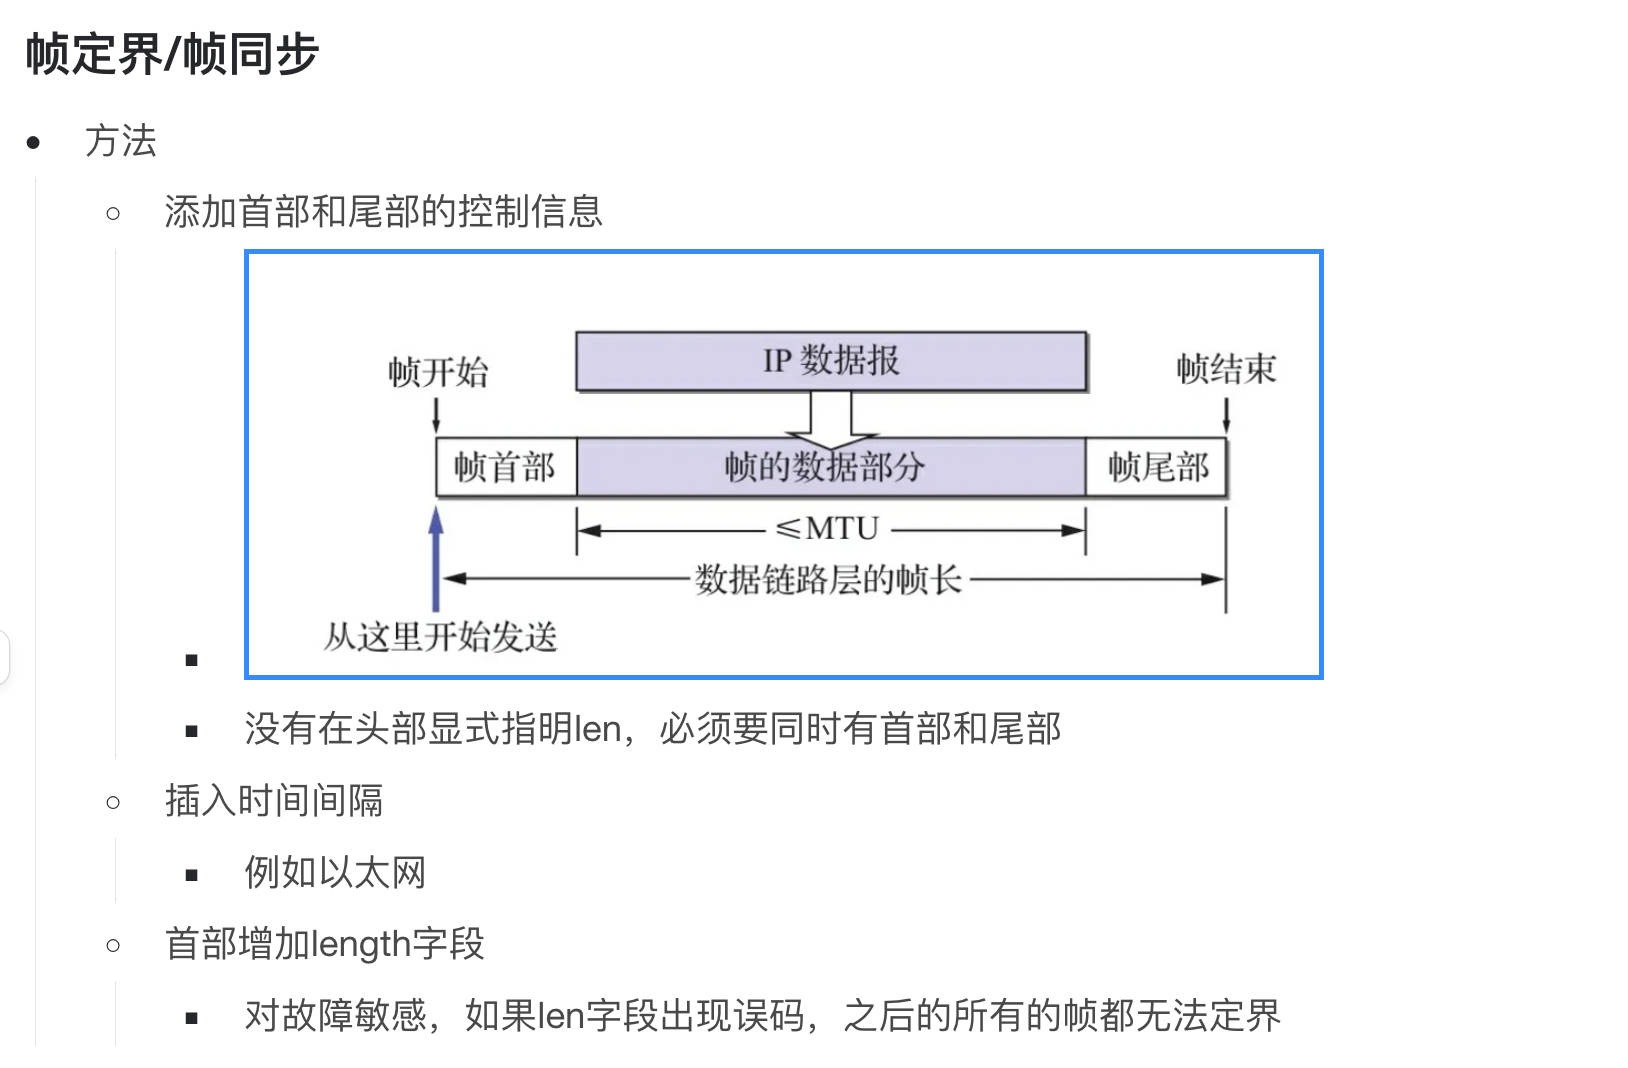 帧定界/帧同步
方法
添加首部和尾部的控制信息
IP 数据报
帧开始
帧结束
帧首部
帧的数据部分
帧尾部
≤MTU
数据链路层的帧长
从这里开始发送
没有在头部显式指明len，必须要同时有首部和尾部
插入时间间隔
例如以太网
首部增加length字段
对故障敏感，如果len字段出现误码，之后的所有的帧都无法定界